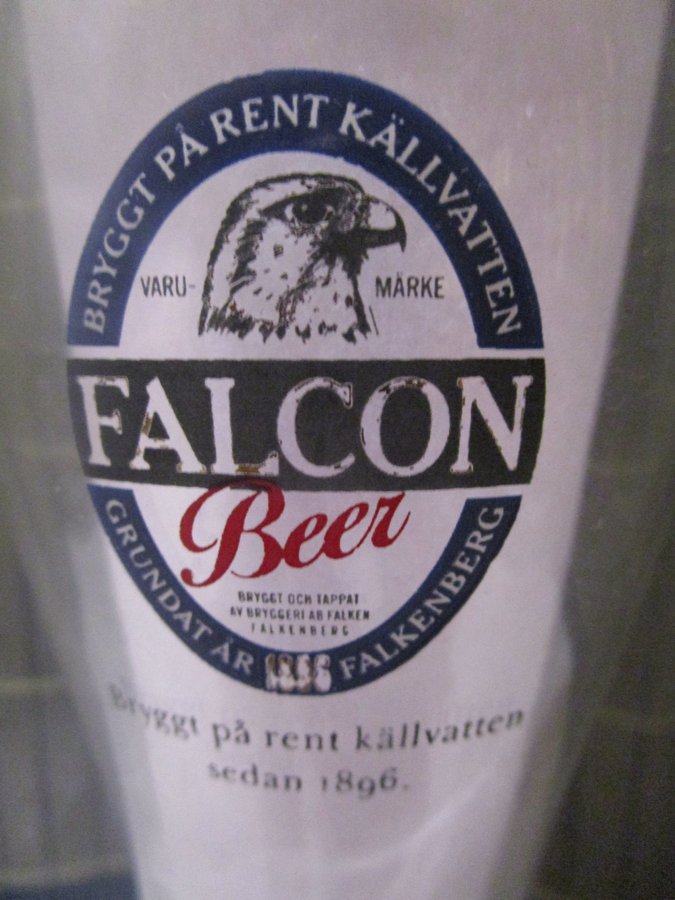 BRYGGT PÅ RENT KÄLLVATTEN
VARU- MÄRKE
FALCON
Beer
BRYGGT OCH TAPPAT
AV BRYGGERI AB FALKEN
FALKENBERG
GRUNDAT ÅR 1896 FALKENBERG
Bryggt på rent källvatten
sedan 1896.